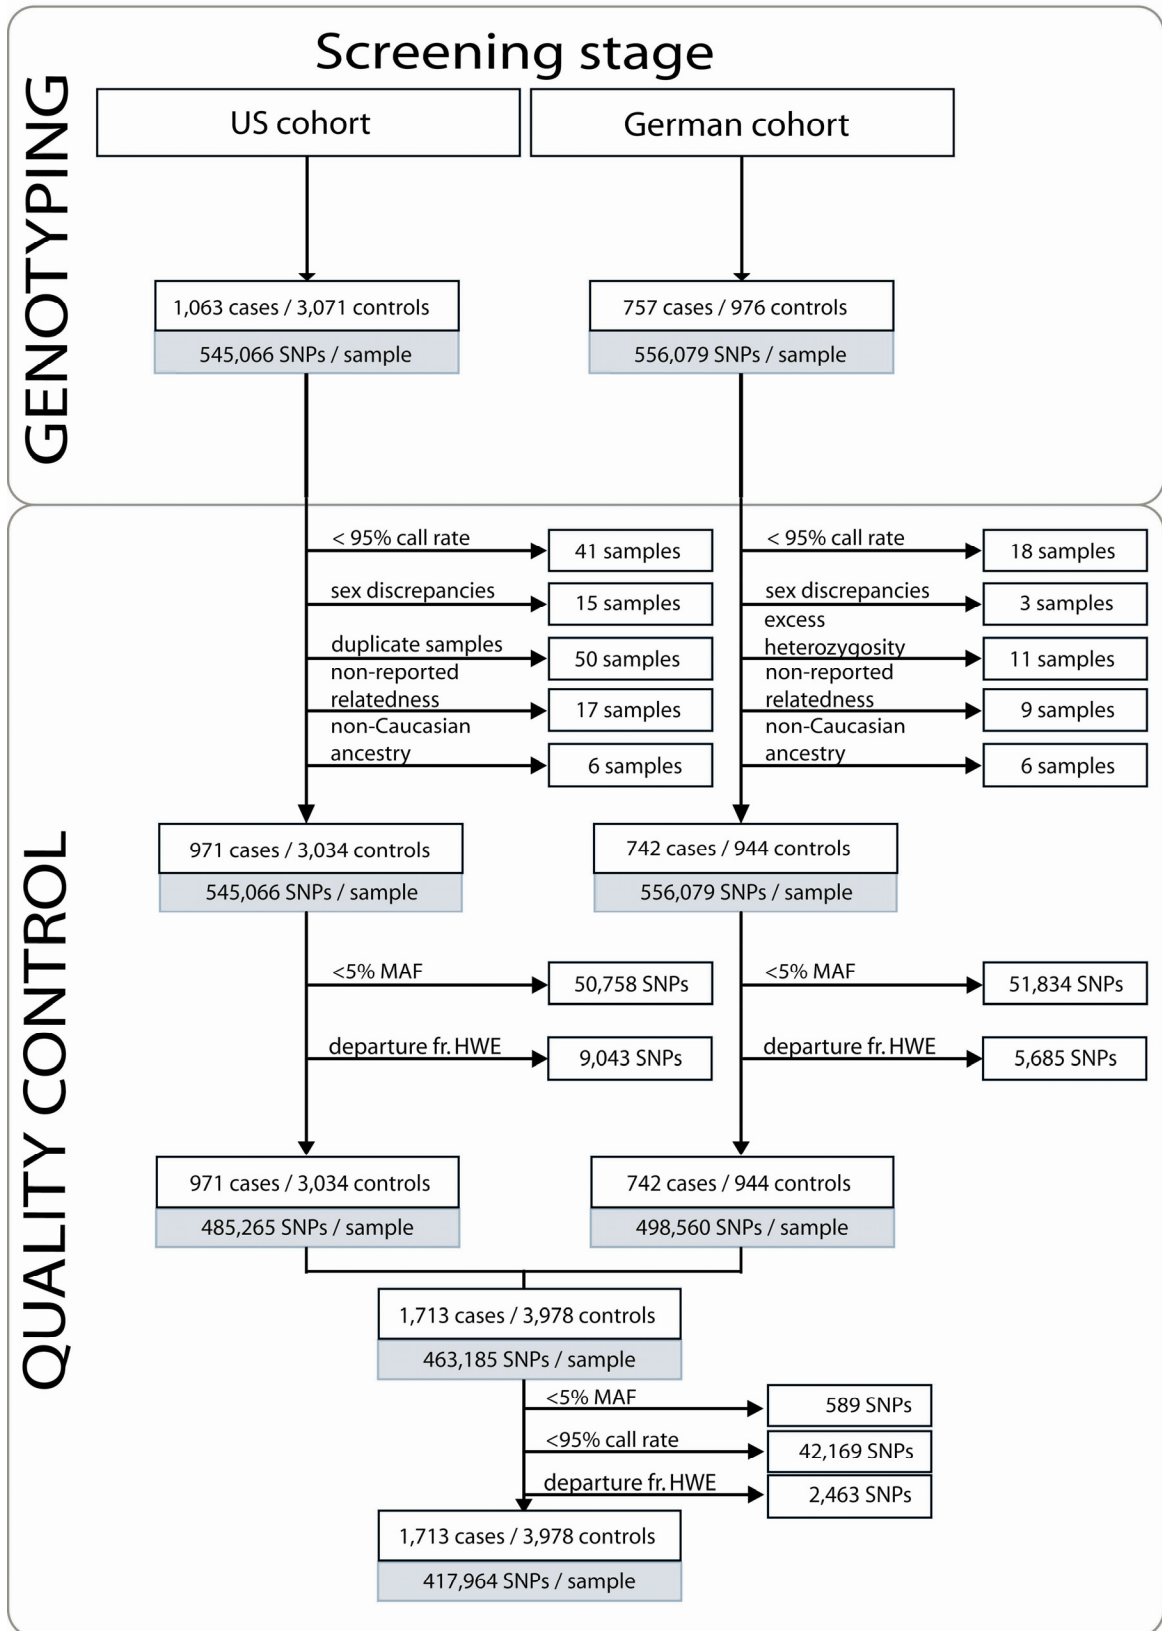 Screening stage
GENOTYPING
US cohort
German cohort
1,063 cases / 3,071 controls
545,066 SNPs / sample
757 cases / 976 controls
556,079 SNPs / sample
QUALITY CONTROL
< 95% call rate
41 samples
sex discrepancies
15 samples
duplicate samples
50 samples
non-reported
relatedness
17 samples
non-Caucasian
ancestry
6 samples
< 95% call rate
18 samples
sex discrepancies
3 samples
excess
heterozygosity
11 samples
non-reported
relatedness
9 samples
non-Caucasian
ancestry
6 samples
971 cases / 3,034 controls
545,066 SNPs / sample
742 cases / 944 controls
556,079 SNPs / sample
<5% MAF
50,758 SNPs
departure fr. HWE
9,043 SNPs
<5% MAF
51,834 SNPs
departure fr. HWE
5,685 SNPs
971 cases / 3,034 controls
485,265 SNPs / sample
742 cases / 944 controls
498,560 SNPs / sample
1,713 cases / 3,978 controls
463,185 SNPs / sample
<5% MAF
589 SNPs
<95% call rate
42,169 SNPs
departure fr. HWE
2,463 SNPs
1,713 cases / 3,978 controls
417,964 SNPs / sample